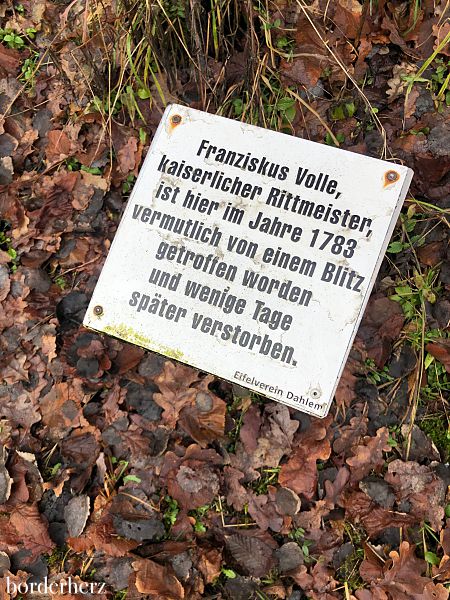 Franziskus Volle,
kaiserlicher Rittmeister,
ist hier im Jahre 1783
vermutlich von einem Blitz
getroffen worden
und wenige Tage
später verstorben.
Eifelverein Dahlem
borderherz